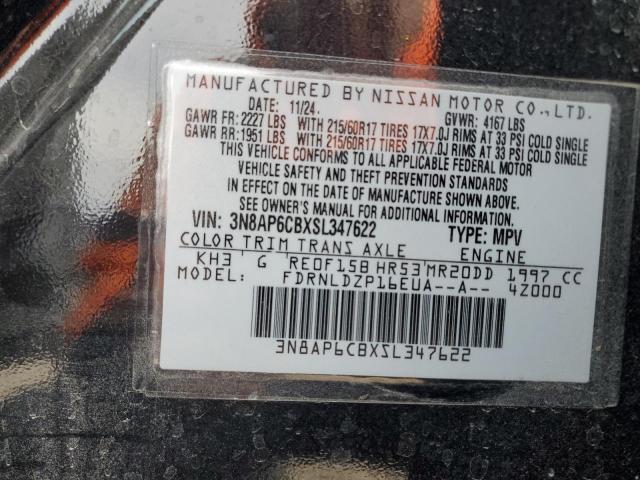 MANUFACTURED BY NISSAN MOTOR CO., LTD.
DATE: 11/24. GVWR: 4167 LBS
GAWR FR: 2227 LBS WITH 215/60R17 TIRES 17X7.0J RIMS AT 33 PSI COLD SINGLE
GAWR RR: 1951 LBS WITH 215/60R17 TIRES 17X7.0J RIMS AT 33 PSI COLD SINGLE
THIS VEHICLE CONFORMS TO ALL APPLICABLE FEDERAL MOTOR
VEHICLE SAFETY AND THEFT PREVENTION STANDARDS
IN EFFECT ON THE DATE OF MANUFACTURE SHOWN ABOVE.
SEE OWNER'S MANUAL FOR ADDITIONAL INFORMATION.
VIN: 3N8AP6CBXSL347622 TYPE: MPV
COLOR TRIM TRANS AXLE ENGINE
KH3 G RE0F15B HR53 MR20DD 1997 CC
MODEL: FDRNLDZP16EUA--A-- 4Z000
3N8AP6CBXSL347622